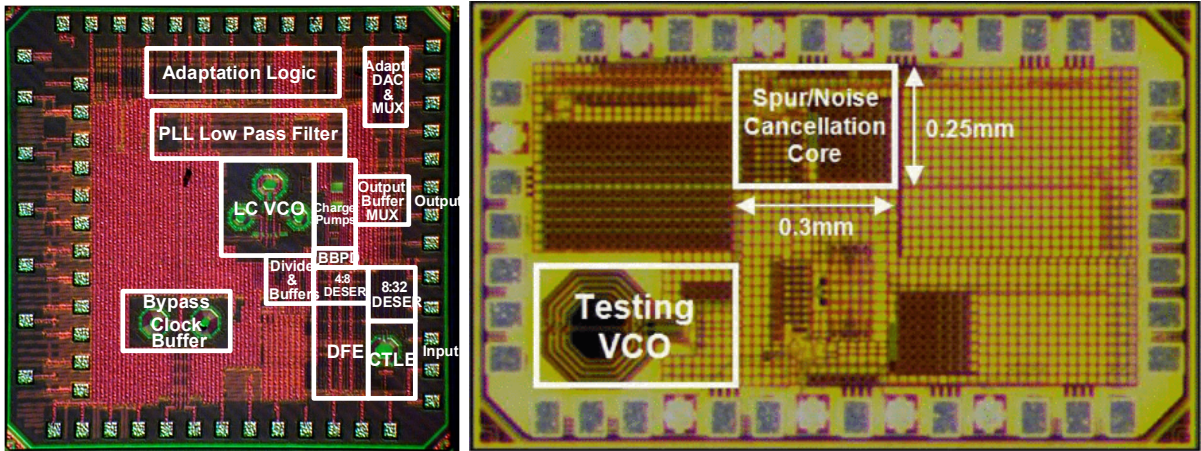 Adaptation Logic
Adapt
DAC
&
MUX
PLL Low Pass Filter
LC VCO
Charge
Pumps
Output
Buffer
MUX
Output
BBPD
Divider
&
Buffers
4:8
DESER
8:32
DESER
Bypass
Clock
Buffer
DFE
CTLE
Input
Spur/Noise
Cancellation
Core
0.25mm
0.3mm
Testing
VCO